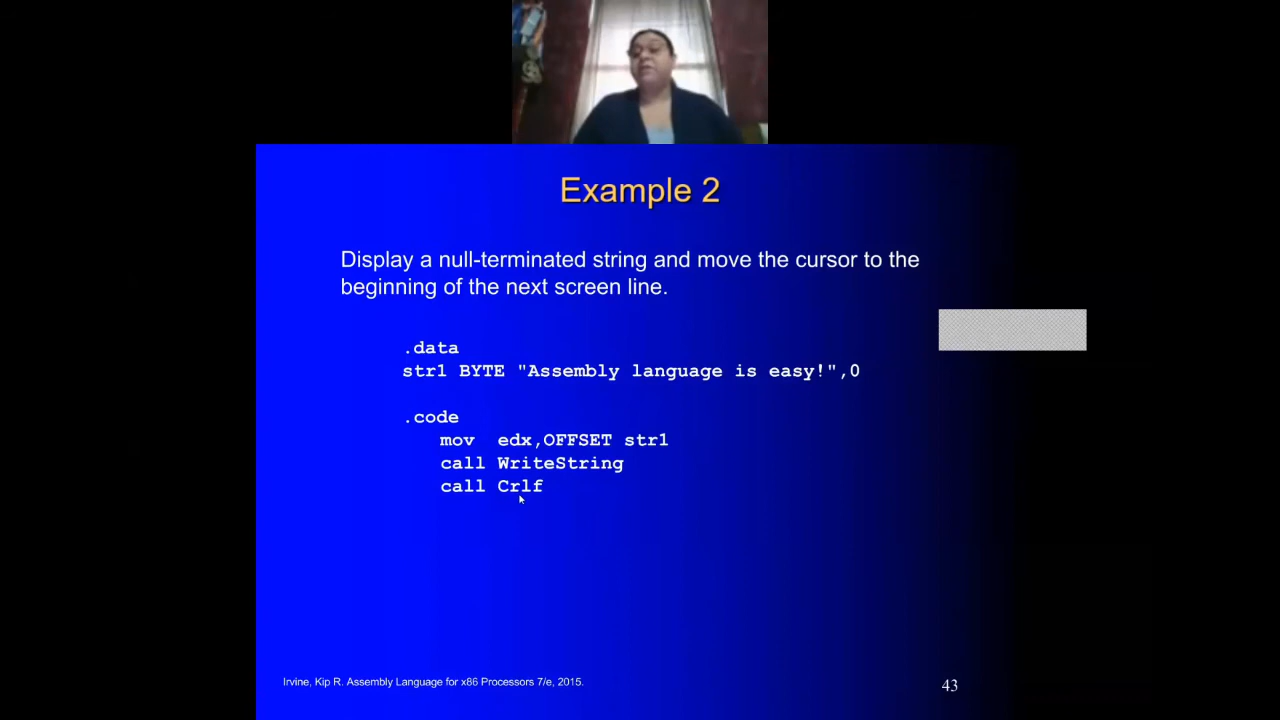 Example 2
Display a null-terminated string and move the cursor to the
beginning of the next screen line.
.data
str1 BYTE "Assembly language is easy!",0
.code
mov edx,OFFSET str1
call WriteString
call Crlf
Irvine, Kip R. Assembly Language for x86 Processors 7/e, 2015.
43